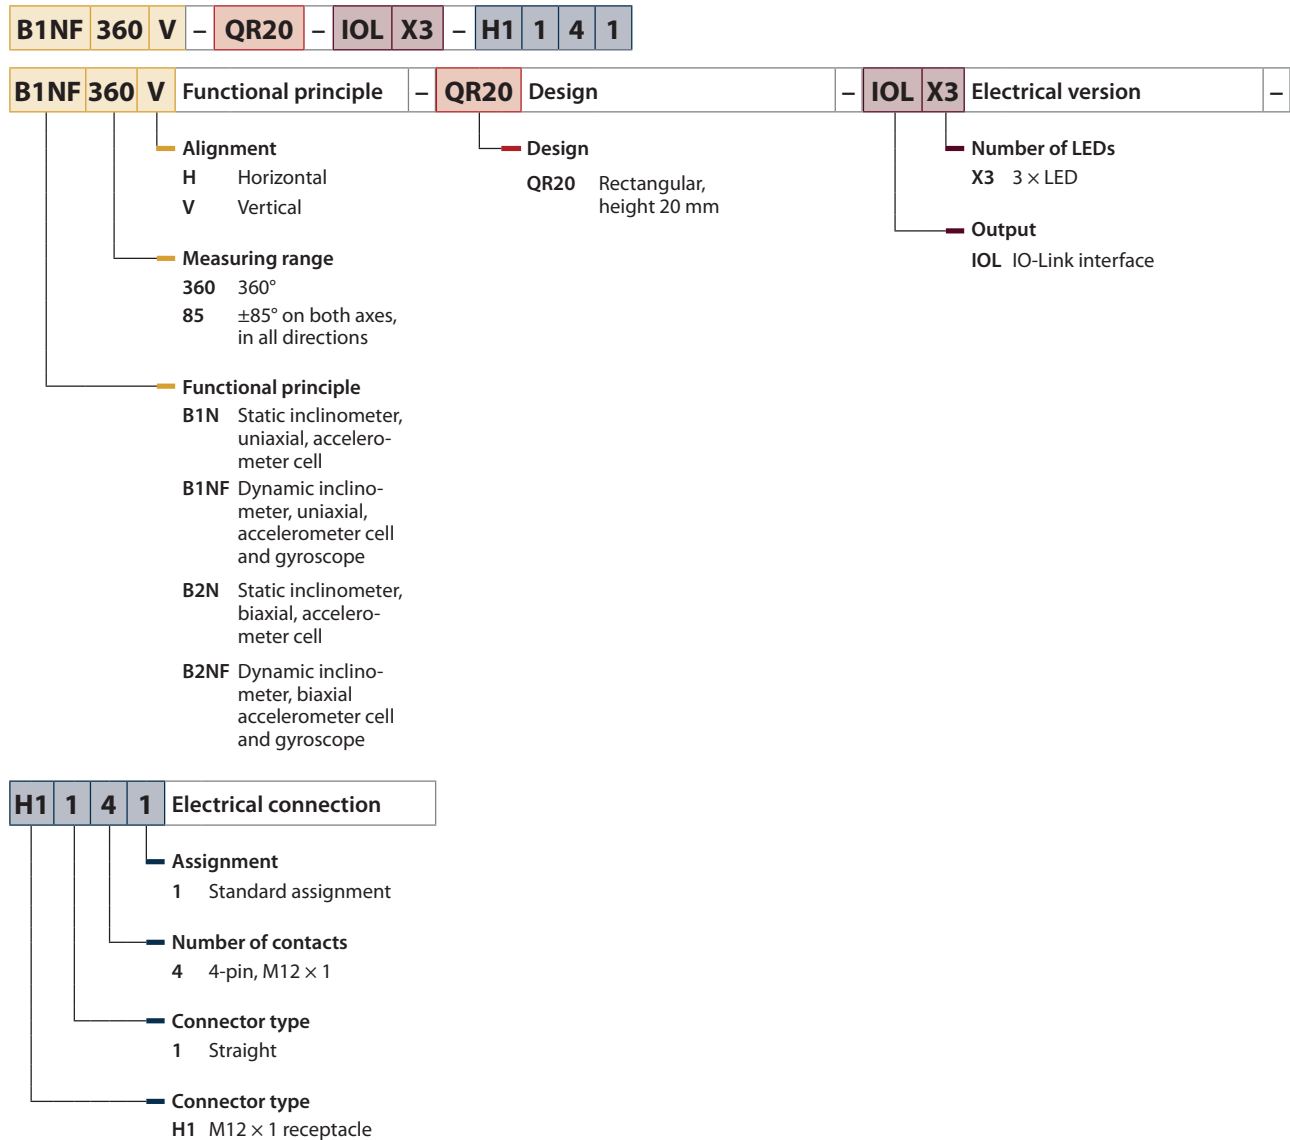 B1NF 360 V – QR20 – IOL X3 – H1 1 4 1
B1NF 360 V Functional principle – QR20 Design – IOL X3 Electrical version –
Alignment
H Horizontal
V Vertical
Measuring range
360 360°
85 ±85° on both axes,
in all directions
Functional principle
B1N Static inclinometer,
uniaxial, accelero-
meter cell
B1NF Dynamic inclino-
meter, uniaxial,
accelerometer cell
and gyroscope
B2N Static inclinometer,
biaxial, accelero-
meter cell
B2NF Dynamic inclino-
meter, biaxial
accelerometer cell
and gyroscope
Design
QR20 Rectangular,
height 20 mm
Number of LEDs
X3 3 × LED
Output
IOL IO-Link interface
H1 1 4 1 Electrical connection
Assignment
1 Standard assignment
Number of contacts
4 4-pin, M12 × 1
Connector type
1 Straight
Connector type
H1 M12 × 1 receptacle